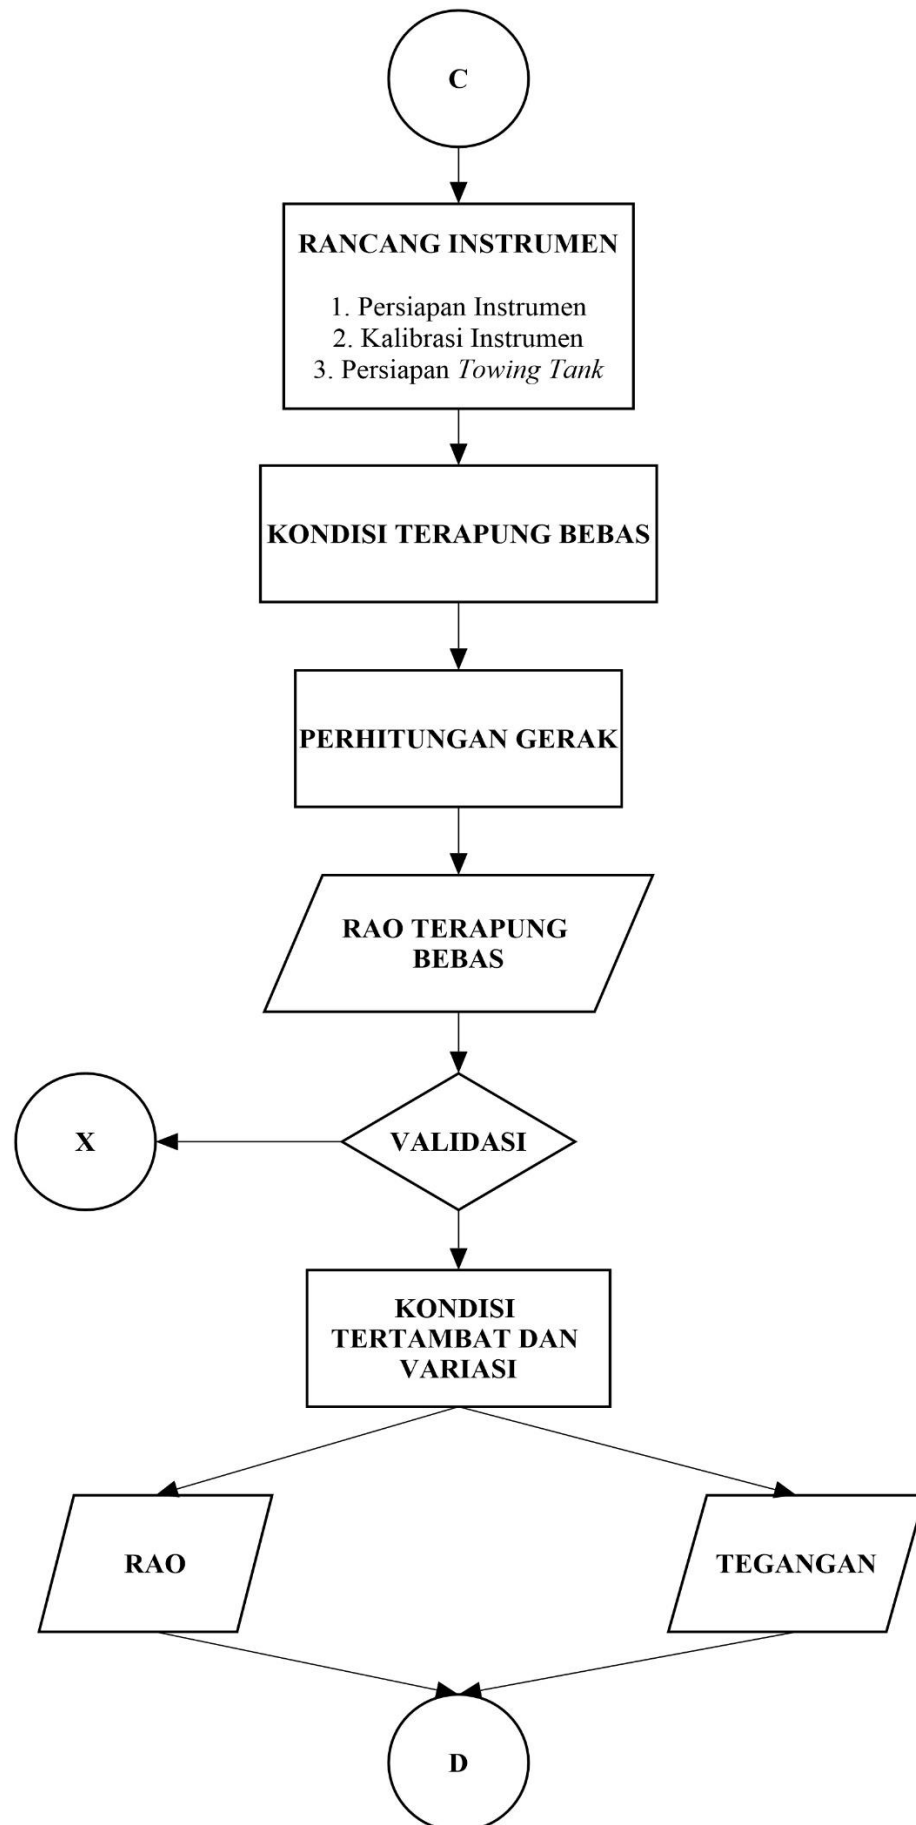 C
RANCANG INSTRUMEN
1. Persiapan Instrumen
2. Kalibrasi Instrumen
3. Persiapan Towing Tank
KONDISI TERAPUNG BEBAS
PERHITUNGAN GERAK
RAO TERAPUNG
BEBAS
X
VALIDASI
KONDISI
TERTAMBAT DAN
VARIASI
RAO
TEGANGAN
D